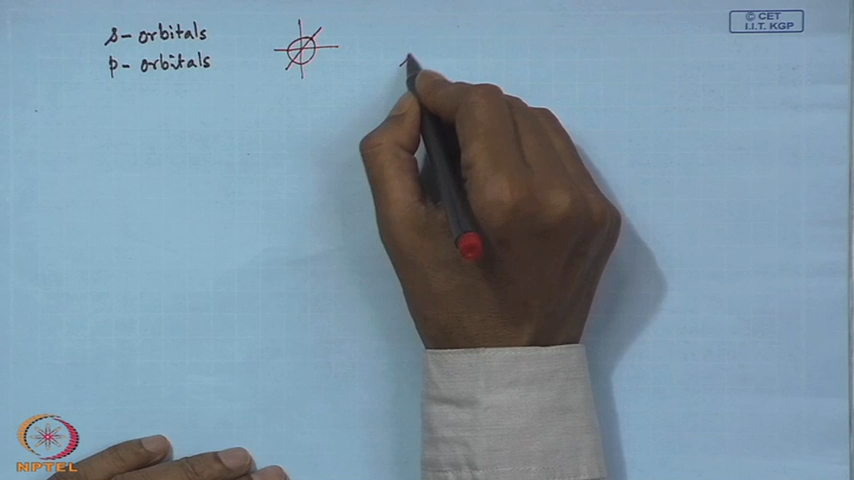 © CET
I.I.T. KGP
s- orbitals
p- orbitals
NPTEL